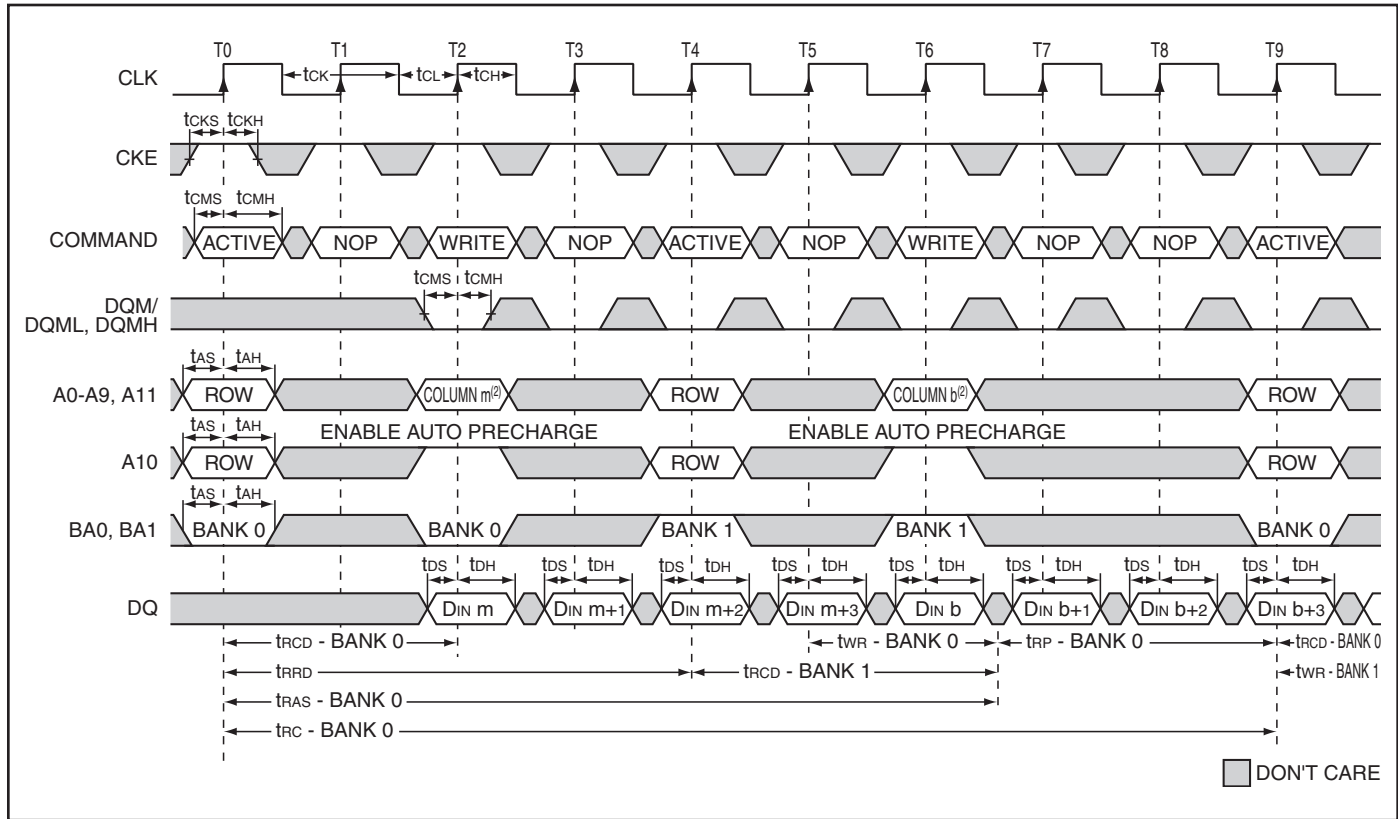 T0 T1 T2 T3 T4 T5 T6 T7 T8 T9
CLK tCK tCL tCH
tCKS tCKH
CKE
tCMS tCMH
COMMAND ACTIVE NOP WRITE NOP ACTIVE NOP WRITE NOP NOP ACTIVE
tCMS tCMH
DQM/
DQML, DQMH
tAS tAH
A0-A9, A11 ROW COLUMN m(2) ROW COLUMN b(2) ROW
tAS tAH ENABLE AUTO PRECHARGE ENABLE AUTO PRECHARGE
A10 ROW ROW ROW
tAS tAH
BA0, BA1 BANK 0 BANK 0 BANK 1 BANK 1 BANK 0
tDS tDH tDS tDH tDS tDH tDS tDH tDS tDH tDS tDH tDS tDH tDS tDH
DQ DIN m DIN m+1 DIN m+2 DIN m+3 DIN b DIN b+1 DIN b+2 DIN b+3
tRCD - BANK 0 tWR - BANK 0 tRP - BANK 0 tRCD - BANK 0
tRRD tRCD - BANK 1 tWR - BANK 1
tRAS - BANK 0
tRC - BANK 0
DON'T CARE